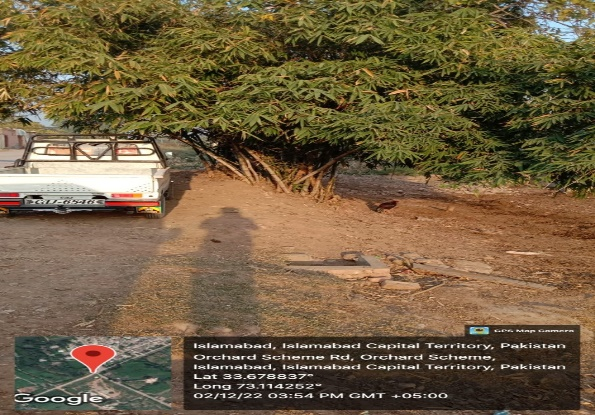 GPS Map Camera
Islamabad, Islamabad Capital Territory, Pakistan
Orchard Scheme Rd, Orchard Scheme,
Islamabad, Islamabad Capital Territory, Pakistan
Lat 33.678837°
Long 73.114252°
02/12/22 03:54 PM GMT +05:00
Google